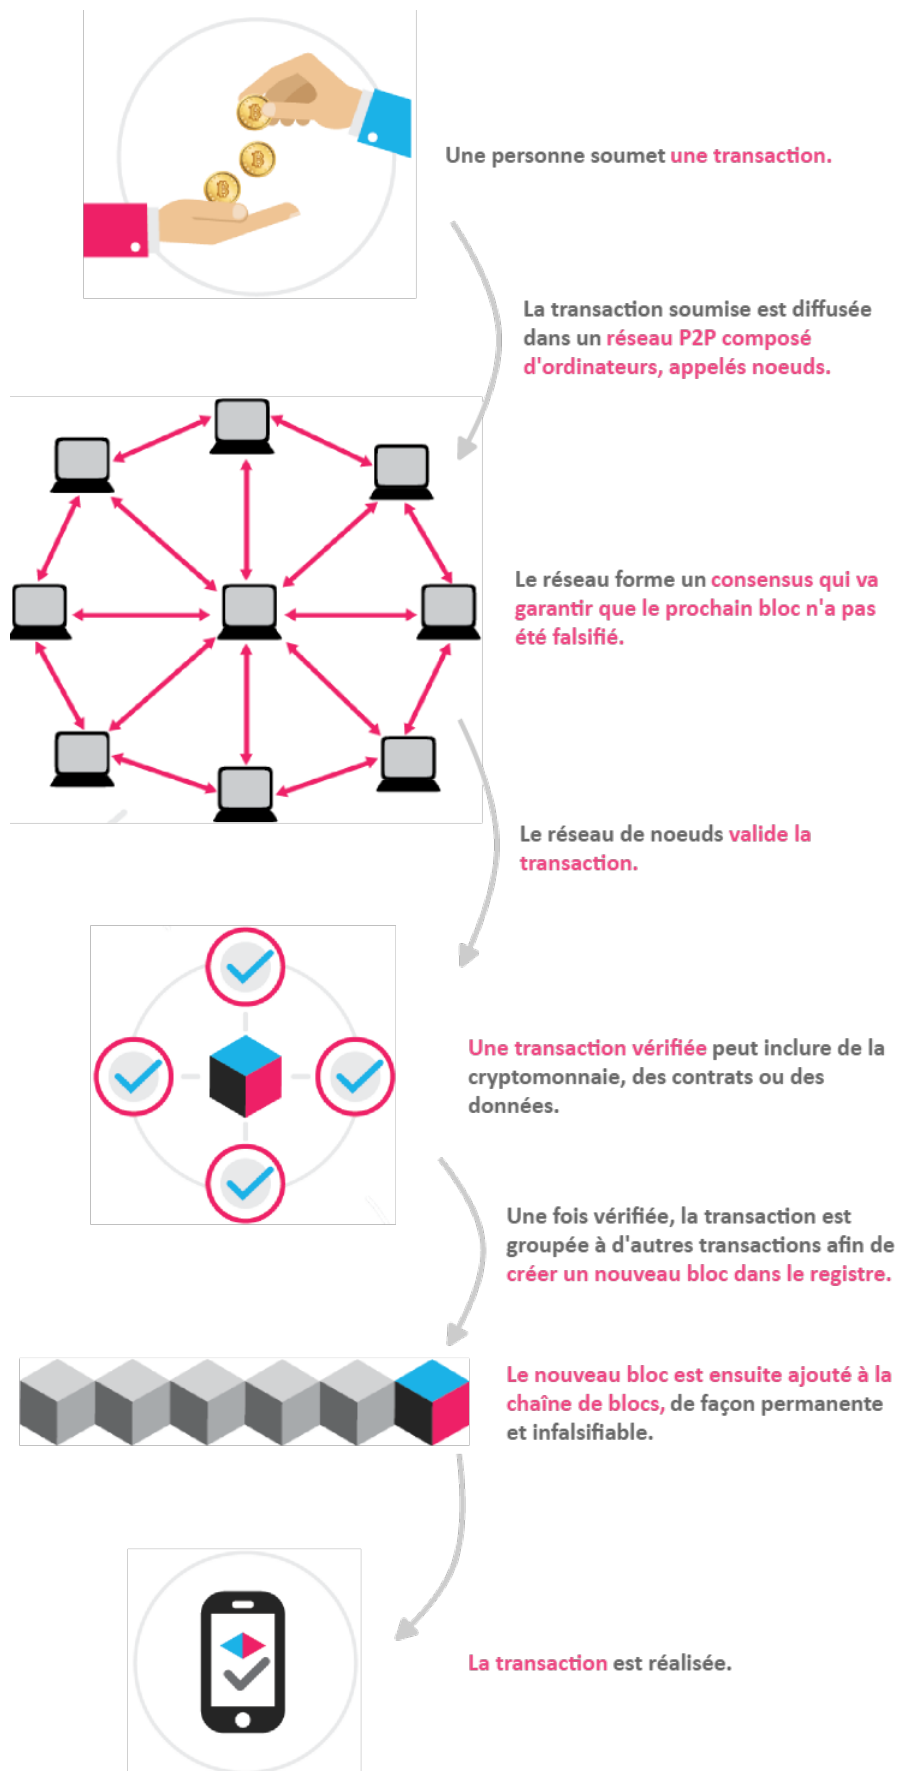 Une personne soumet une transaction.
La transaction soumise est diffusée
dans un réseau P2P composé
d'ordinateurs, appelés noeuds.
Le réseau forme un consensus qui va
garantir que le prochain bloc n'a pas
été falsifié.
Le réseau de noeuds valide la
transaction.
Une transaction vérifiée peut inclure de la
cryptomonnaie, des contrats ou des
données.
Une fois vérifiée, la transaction est
groupée à d'autres transactions afin de
créer un nouveau bloc dans le registre.
Le nouveau bloc est ensuite ajouté à la
chaîne de blocs, de façon permanente
et infalsifiable.
La transaction est réalisée.